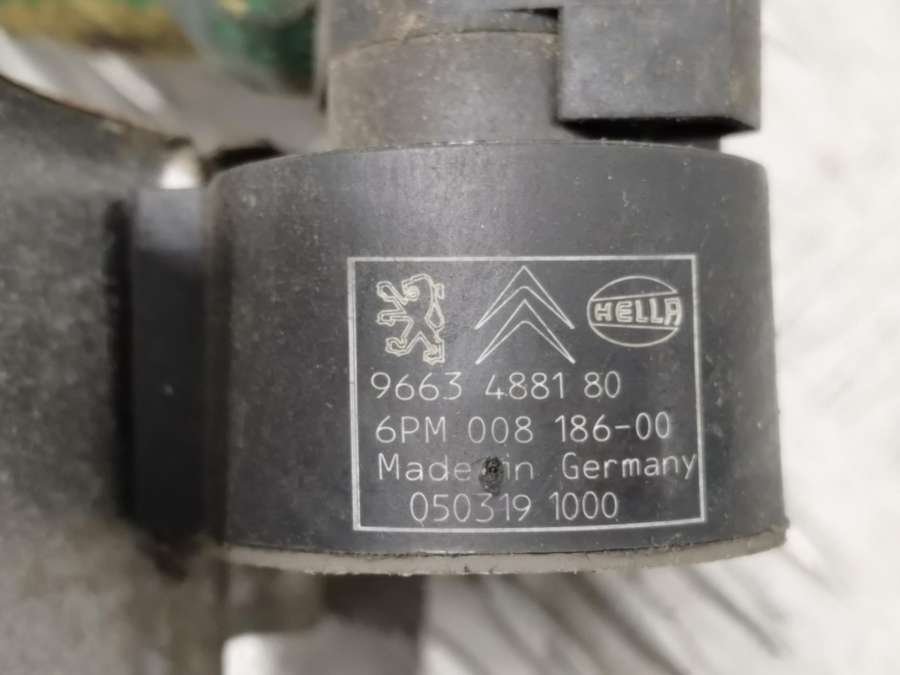 HELLA
9663 4881 80
6PM 008 186-00
Made in Germany
050319 1000